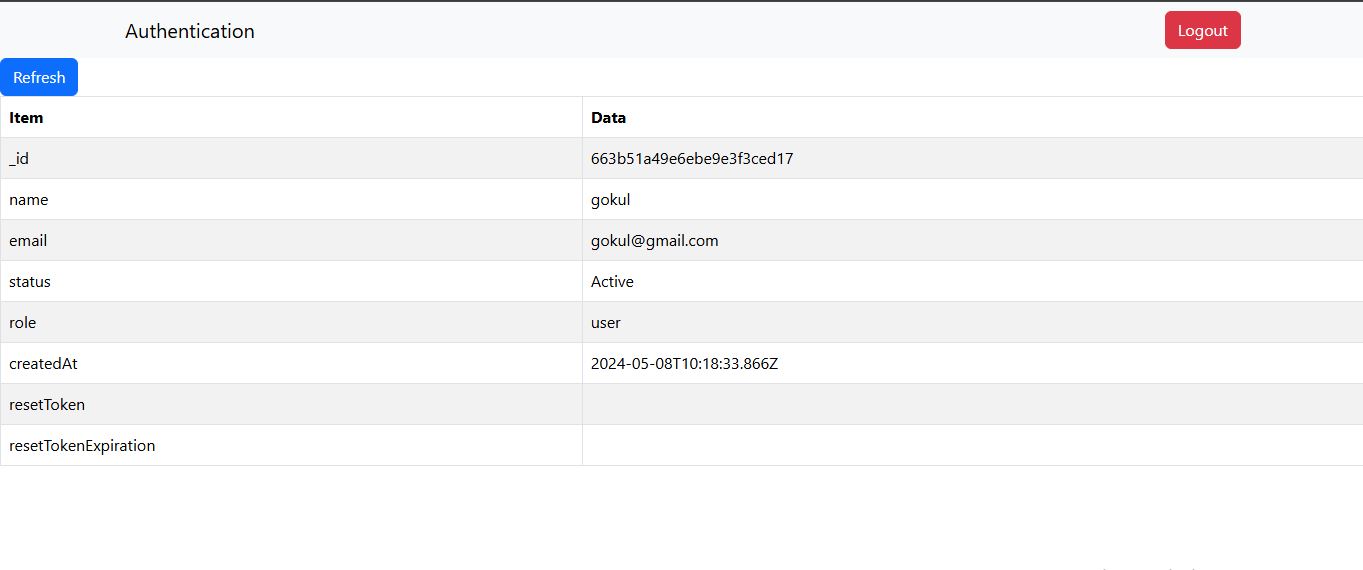 Authentication
Logout
Refresh
Item Data
_id 663b51a49e6ebe9e3f3ced17
name gokul
email gokul@gmail.com
status Active
role user
createdAt 2024-05-08T10:18:33.866Z
resetToken
resetTokenExpiration